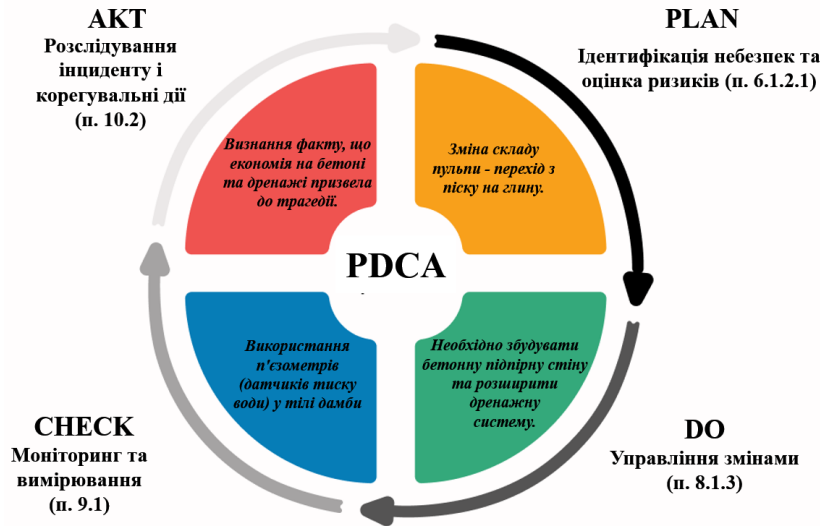 АКТ
Розслідування
інциденту і
корегувальні дії
(п. 10.2)
PLAN
Ідентифікація небезпек та
оцінка ризиків (п. 6.1.2.1)
Визнання факту, що
економія на бетоні
та дренажі призвела
до трагедії.
Зміна складу
пульпи - перехід з
піску на глину.
PDCA
Використання
п'єзометрів
(датчиків тиску
води) у тілі дамби
Необхідно збудувати
бетонну підпірну стіну
та розширити
дренажну
систему.
CHECK
Моніторинг та
вимірювання
(п. 9.1)
DO
Управління змінами
(п. 8.1.3)